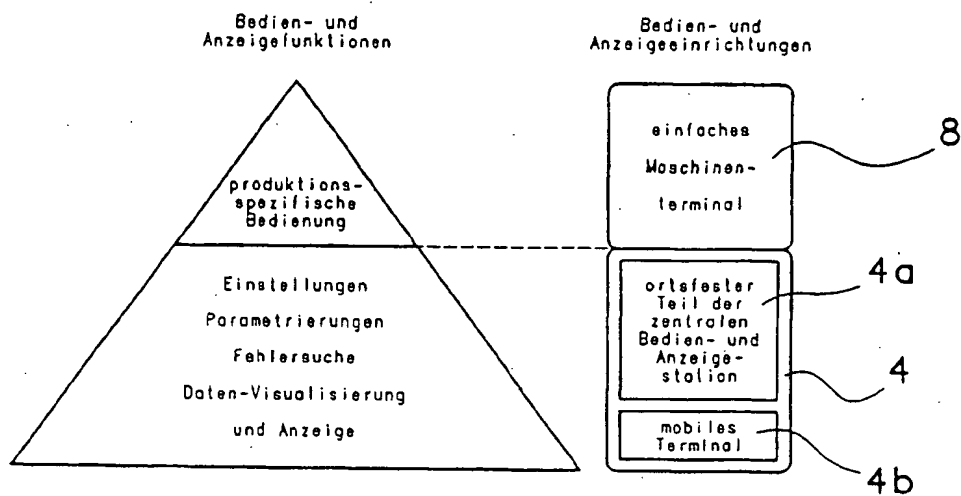 Bedien- und
Anzeigefunktionen
Bedien- und
Anzeigeeinrichtungen
produktions-
spezifische
Bedienung
Einstellungen
Parametrierungen
Fehlersuche
Daten-Visualisierung
und Anzeige
einfaches
Maschinen-
terminal
8
ortsfester
Teil der
zentralen
Bedien- und
Anzeige-
station
4a
4
mobiles
Terminal
4b